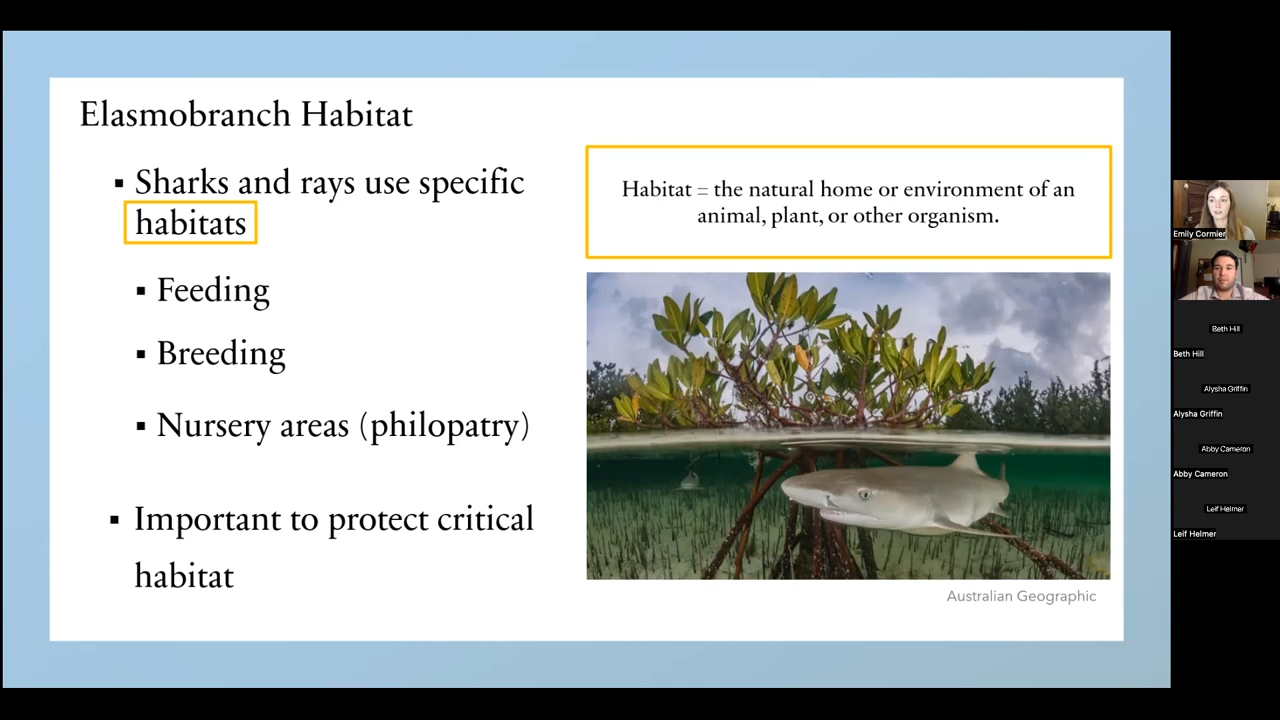 Elasmobranch Habitat
▪ Sharks and rays use specific
habitats
▪ Feeding
▪ Breeding
▪ Nursery areas (philopatry)
▪ Important to protect critical
habitat
Habitat = the natural home or environment of an
animal, plant, or other organism.
Australian Geographic
Emily Cormier
Beth Hill
Beth Hill
Alysha Griffin
Alysha Griffin
Abby Cameron
Abby Cameron
Leif Helmer
Leif Helmer